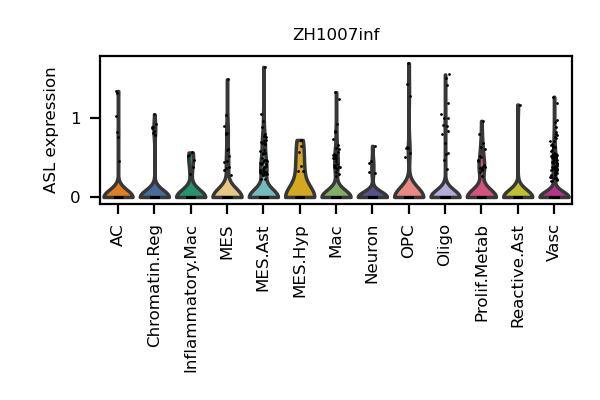 ZH1007inf
ASL expression
1
0
AC
Chromatin.Reg
Inflammatory.Mac
MES
MES.Ast
MES.Hyp
Mac
Neuron
OPC
Oligo
Prolif.Metab
Reactive.Ast
Vasc